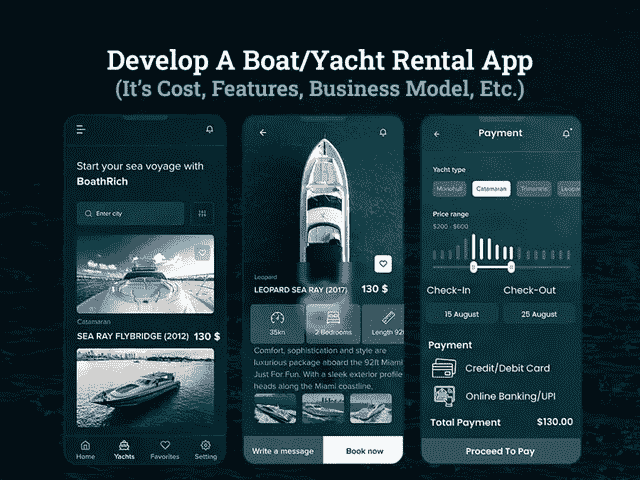 Develop A Boat/Yacht Rental App
(It's Cost, Features, Business Model, Etc.)
Start your sea voyage with
BoathRich
Enter city
Catamaran
SEA RAY FLYBRIDGE (2012) 130 $
Home Yachts Favorites Setting
Leopard
LEOPARD SEA RAY (2017) 130 $
35kn 2 Bedrooms Length 92ft
Comfort, sophistication and style are
luxurious package aboard the 92ft Miami
Just For Fun. With a sleek exterior profile
heads along the Miami coastline,
Write a message Book now
Payment
Yacht type
Monohull Catamaran Trimarane Leopar
Price range
$200 - $600
Check-In Check-Out
15 August 25 August
Payment
Credit/Debit Card
Online Banking/UPI
Total Payment $130.00
Proceed To Pay